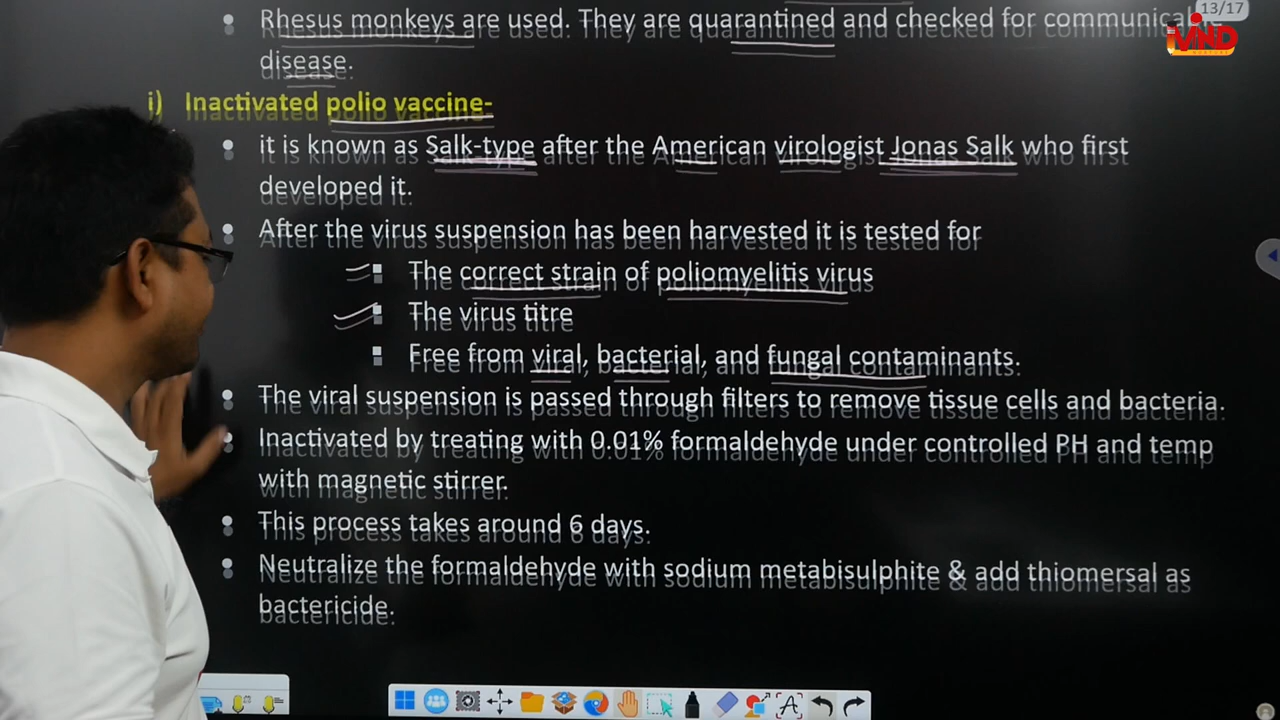 13/17
Rhesus monkeys are used. They are quarantined and checked for communicable
MIND
disease.
i) Inactivated polio vaccine-
it is known as Salk-type after the American virologist Jonas Salk who first
developed it.
After the virus suspension has been harvested it is tested for
The correct strain of poliomyelitis virus
The virus titre
Free from viral, bacterial, and fungal contaminants.
The viral suspension is passed through filters to remove tissue cells and bacteria.
Inactivated by treating with 0.01% formaldehyde under controlled PH and temp
with magnetic stirrer.
This process takes around 6 days.
Neutralize the formaldehyde with sodium metabisulphite & add thiomersal as
bactericide.